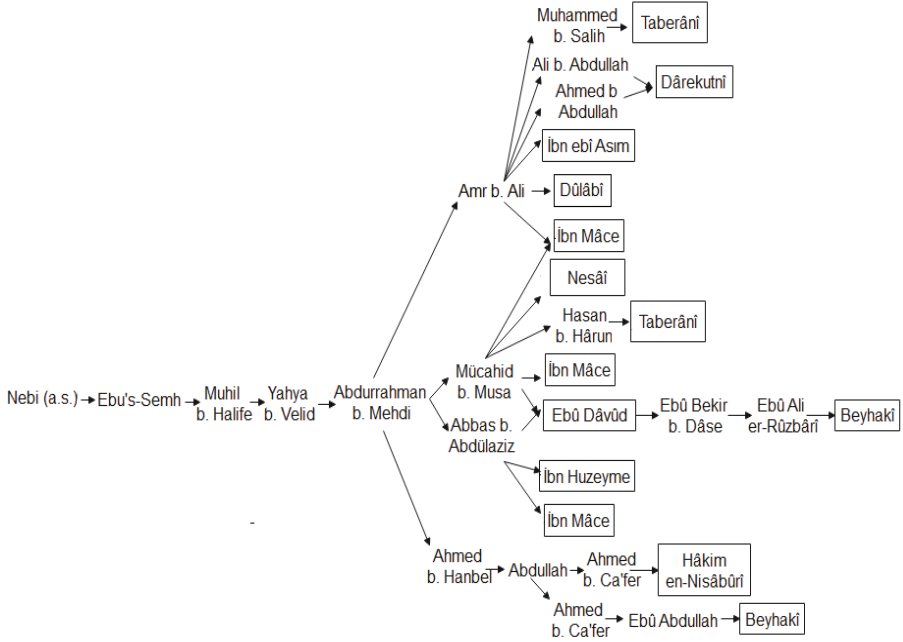 Muhammed
b. Salih
Taberânî
Ali b. Abdullah
Dârekutnî
Ahmed b
Abdullah
İbn ebî Asım
Amr b. Ali
Dûlâbî
İbn Mâce
Nesâî
Hasan
b. Hârun
Taberânî
Mücahid
b. Musa
İbn Mâce
Nebi (a.s.)
Ebu's-Semh
Muhil
b. Halife
Yahya
b. Velid
Abdurrahman
b. Mehdi
Abbas b.
Abdülaziz
Ebû Dâvûd
Ebû Bekir
b. Dâse
Ebû Ali
er-Rûzbârî
Beyhakî
İbn Huzeyme
İbn Mâce
Ahmed
b. Hanbel
Abdullah
Ahmed
b. Ca'fer
Hâkim
en-Nisâbûrî
Ahmed
b. Ca'fer
Ebû Abdullah
Beyhakî